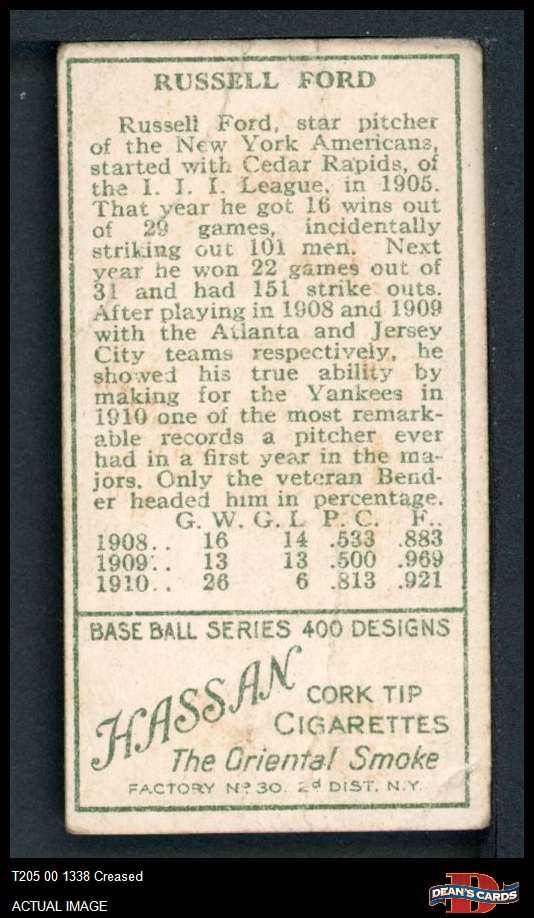 RUSSELL FORD
Russell Ford, star pitcher
of the New York Americans,
started with Cedar Rapids, of
the I. I. I. League, in 1905.
That year he got 16 wins out
of 29 games, incidentally
striking out 101 men. Next
year he won 22 games out of
31 and had 151 strike outs.
After playing in 1908 and 1909
with the Atlanta and Jersey
City teams respectively, he
showed his true ability by
making for the Yankees in
1910 one of the most remark-
able records a pitcher ever
had in a first year in the ma-
jors. Only the veteran Bend-
er headed him in percentage.
G. W. G. L P. C. F..
1908.. 16 14 .533 .883
1909.. 13 13 .500 .969
1910.. 26 6 .813 .921
BASE BALL SERIES 400 DESIGNS
HASSAN
CORK TIP
CIGARETTES
The Oriental Smoke
FACTORY Nº 30. 2d DIST. N.Y.
T205 00 1338 Creased
ACTUAL IMAGE
D
DEAN'S CARDS